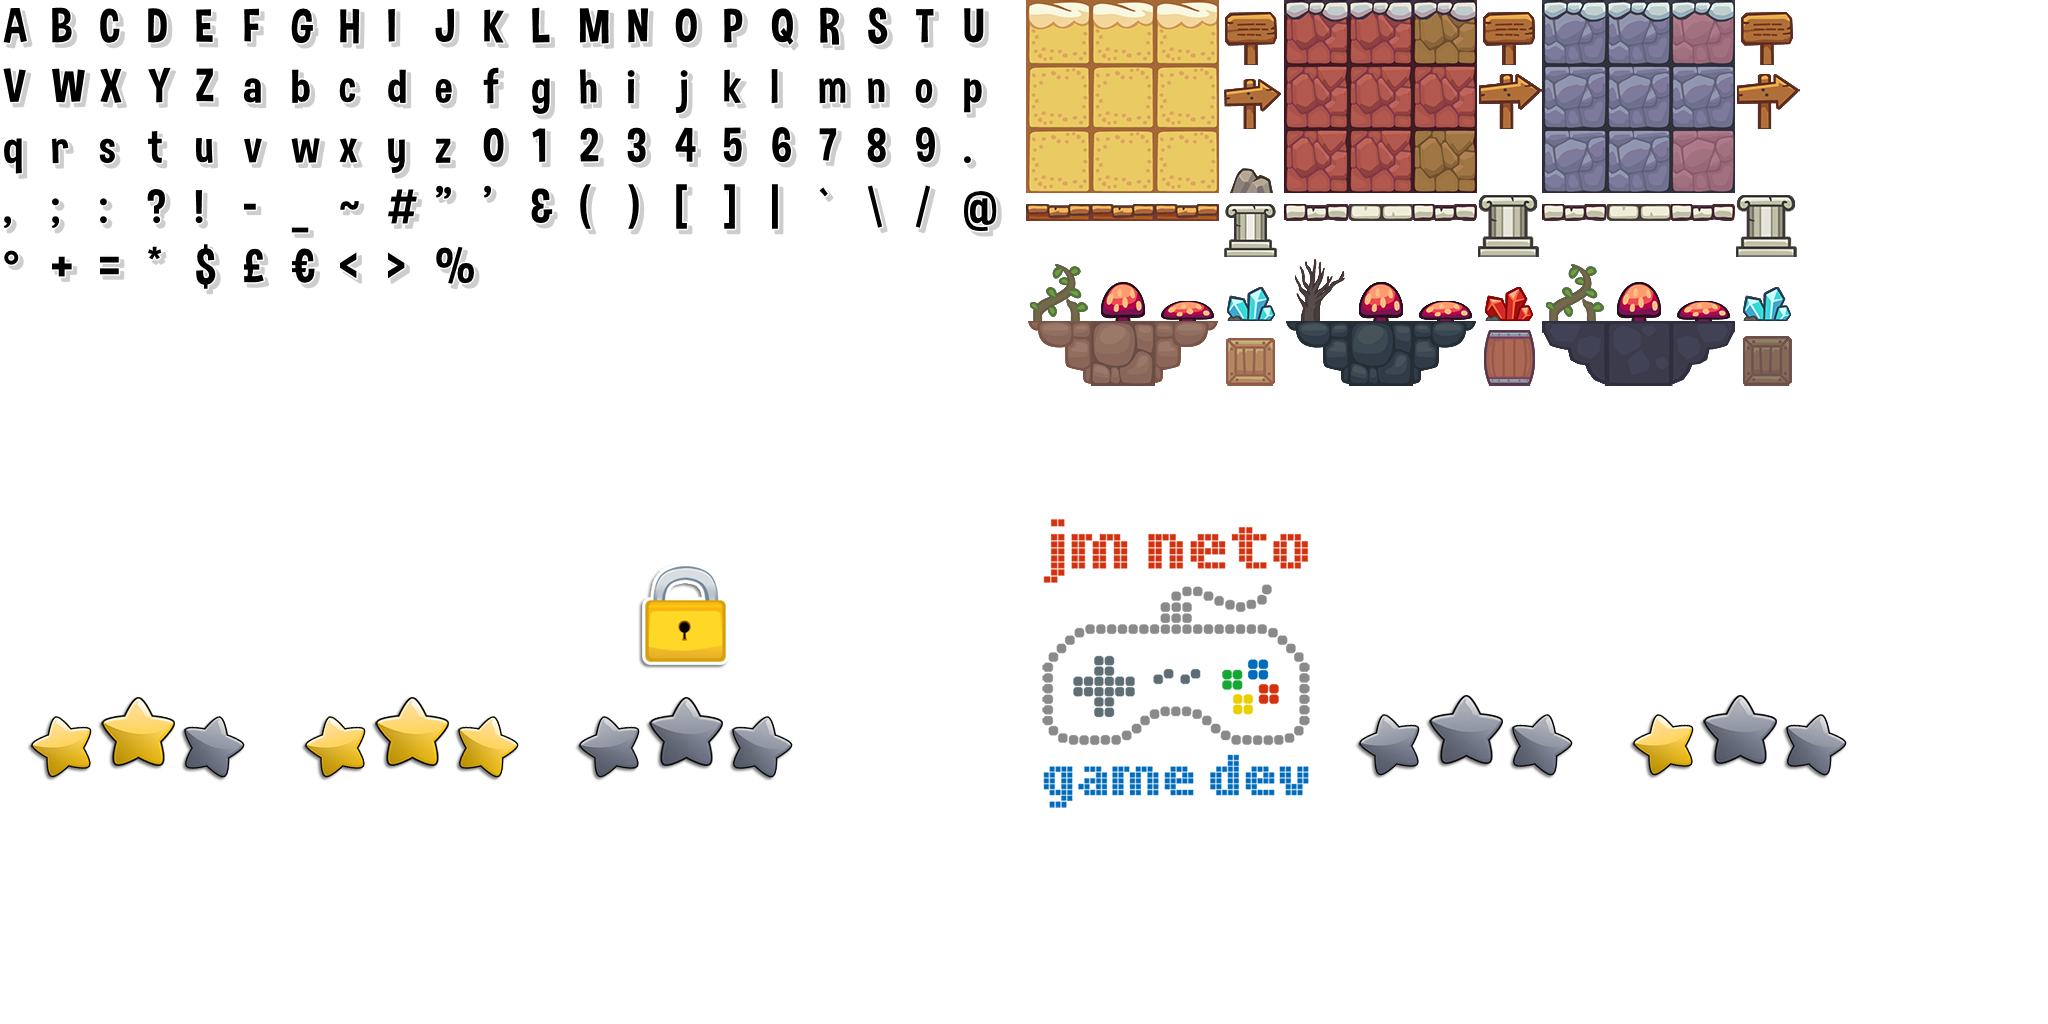 A B C D E F G H I J K L M N O P Q R S T U
V W X Y Z a b c d e f g h i j k l m n o p
q r s t u v w x y z 0 1 2 3 4 5 6 7 8 9 .
, ; : ? ! - _ ~ # ” ’ & ( ) [ ] | ` \ / @
° + = * $ £ € < > %
jm neto
game dev